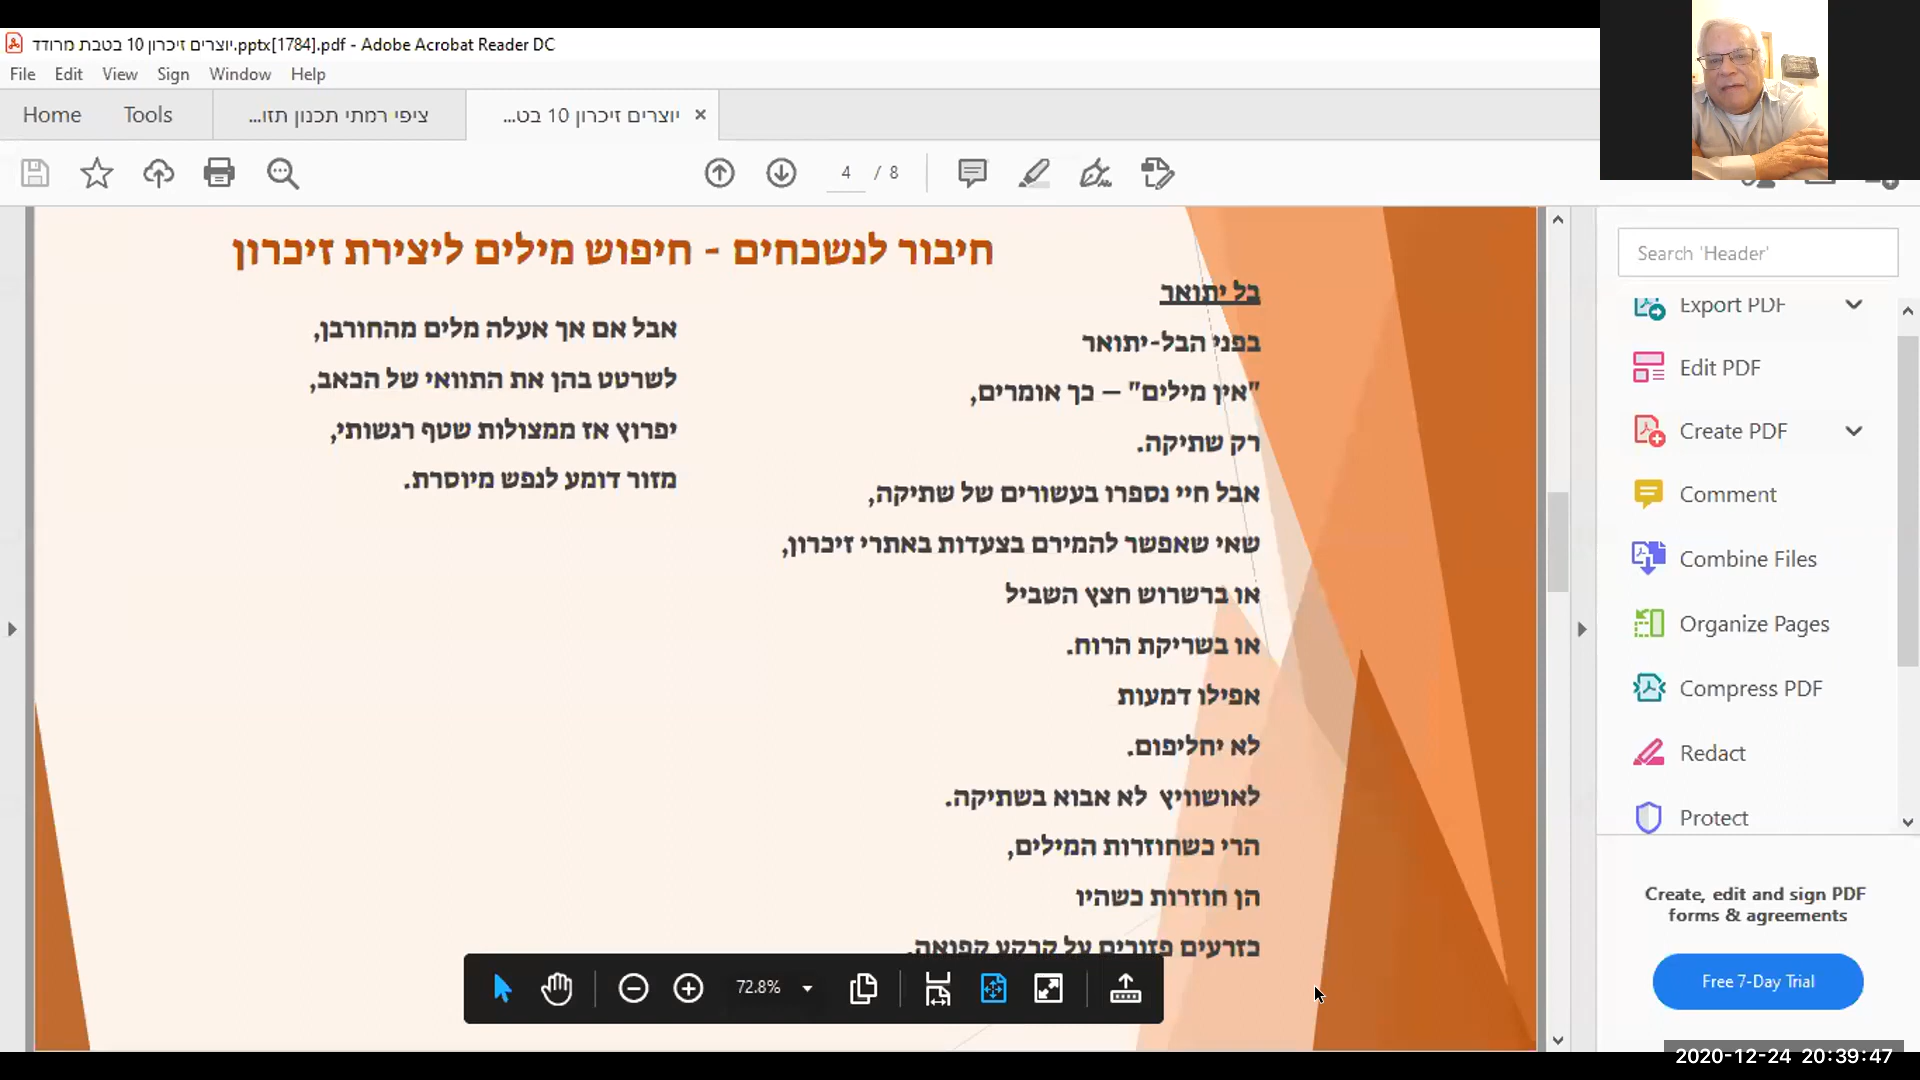 יוצרים זיכרון 10 בטבת מרודד.pptx[1784].pdf - Adobe Acrobat Reader DC
File Edit View Sign Window Help
Home Tools ציפי רמתי תכנון תזו... יוצרים זיכרון 10 בט... ×
4 / 8
חיבור לנשכחים - חיפוש מילים ליצירת זיכרון
בל יתואר
בפני הבל-יתואר
"אין מילים" – כך אומרים,
רק שתיקה.
אבל חיי נספרו בעשורים של שתיקה,
שאי שאפשר להמירם בצעדות באתרי זיכרון,
או ברשרוש חצץ השביל
או בשריקת הרוח.
אפילו דמעות
לא יחליפום.
לאושוויץ לא אבוא בשתיקה.
הרי כשחוזרות המילים,
הן חוזרות כשהיו
כזרעים פזורים על קרקע קפואה.
אבל אם אך אעלה מלים מהחורבן,
לשרטט בהן את התוואי של הכאב,
יפרוץ אז ממצולות שטף רגשותי,
מזור דומע לנפש מיוסרת.
72.8%
Search 'Header'
Export PDF
Edit PDF
Create PDF
Comment
Combine Files
Organize Pages
Compress PDF
Redact
Protect
Create, edit and sign PDF
forms & agreements
Free 7-Day Trial
2020-12-24 20:39:47